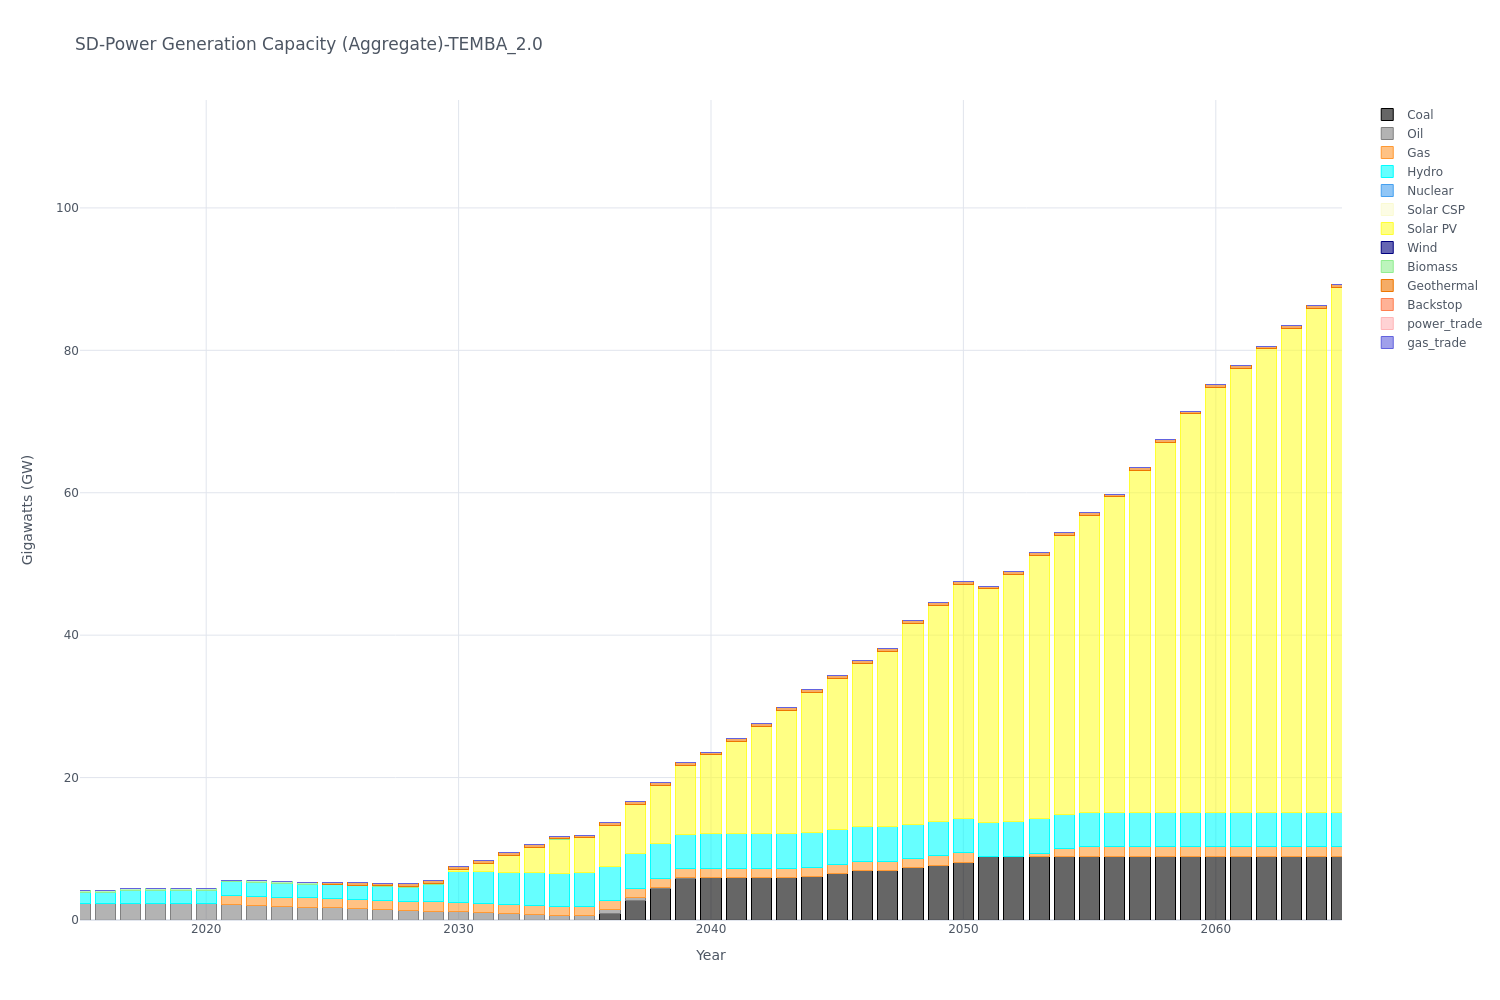 SD-Power Generation Capacity (Aggregate)-TEMBA_2.0
Coal
Oil
Gas
Hydro
Nuclear
Solar CSP
Solar PV
Wind
Biomass
Geothermal
Backstop
power_trade
gas_trade
100
80
60
40
20
0
Gigawatts (GW)
2020
2030
2040
2050
2060
Year